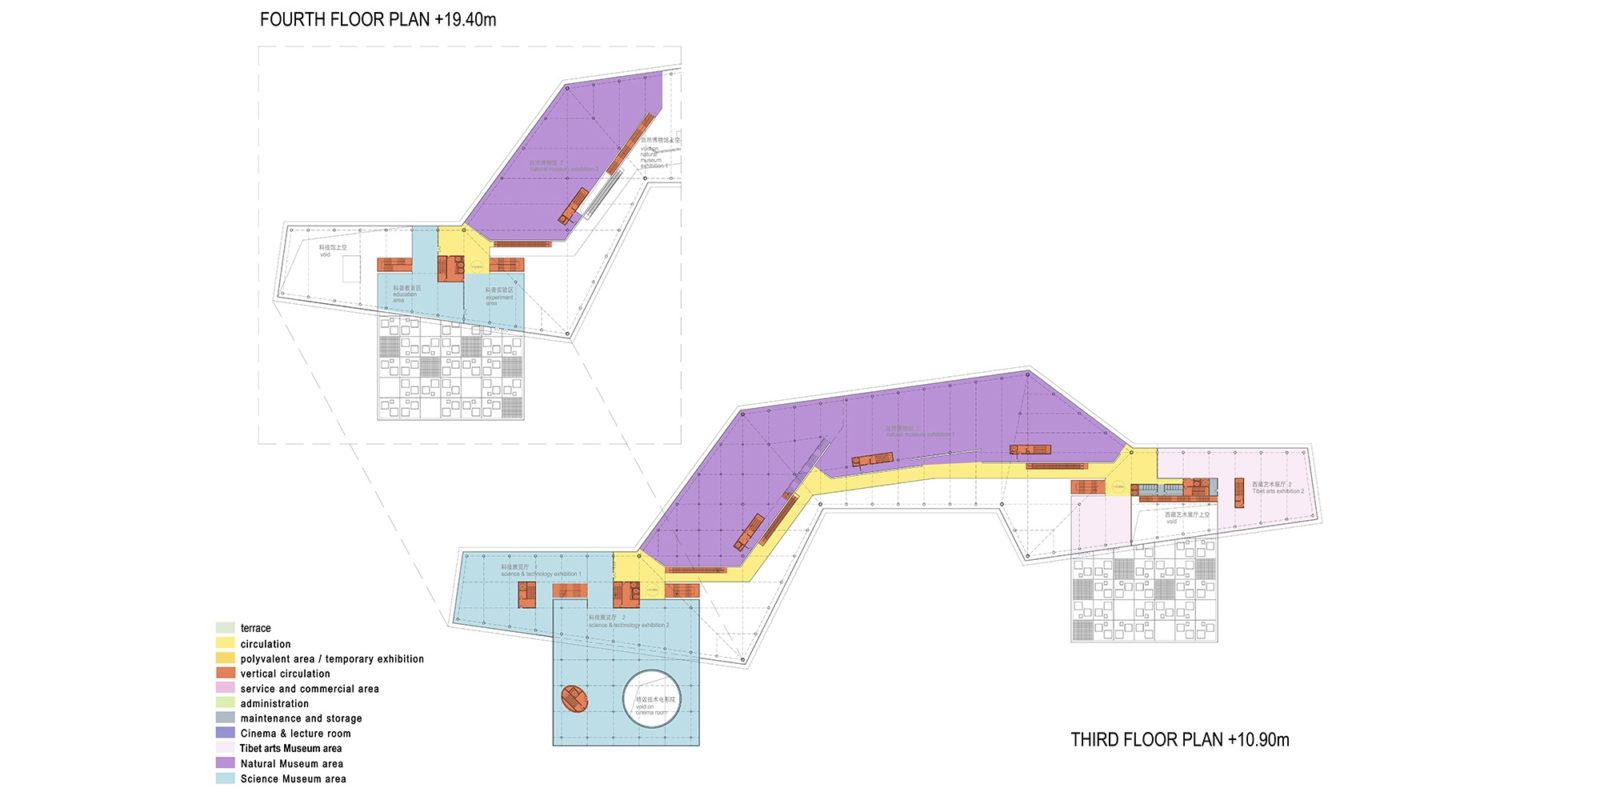 FOURTH FLOOR PLAN +19.40m
自然博物馆上空
void on
natural
museum
exhibition 1
自然博物馆 2
natural museum exhibition 2
科技馆上空
void
科普教育区
education
area
科普实验区
experiment
area
自然博物馆 1
natural museum exhibition 1
西藏艺术展厅 2
Tibet arts exhibition 2
西藏艺术展厅上空
void
科技展览厅 1
science & technology exhibition 1
科技展览厅 2
science & technology exhibition 2
特效技术电影院
void on
cinema room
terrace
circulation
polyvalent area / temporary exhibition
vertical circulation
service and commercial area
administration
maintenance and storage
Cinema & lecture room
Tibet arts Museum area
Natural Museum area
Science Museum area
THIRD FLOOR PLAN +10.90m